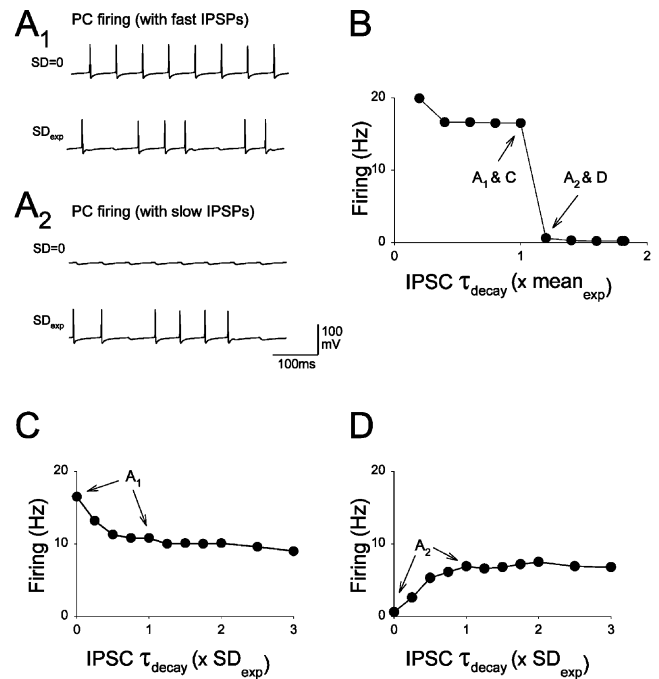 A1 PC firing (with fast IPSPs)
SD=0
SDexp
A2 PC firing (with slow IPSPs)
SD=0
SDexp
100 mV
100ms
B
Firing (Hz)
20
10
0
A1 & C
A2 & D
0 1 2
IPSC τdecay (x meanexp)
C
Firing (Hz)
20
10
0
A1
0 1 2 3
IPSC τdecay (x SDexp)
D
Firing (Hz)
20
10
0
A2
0 1 2 3
IPSC τdecay (x SDexp)